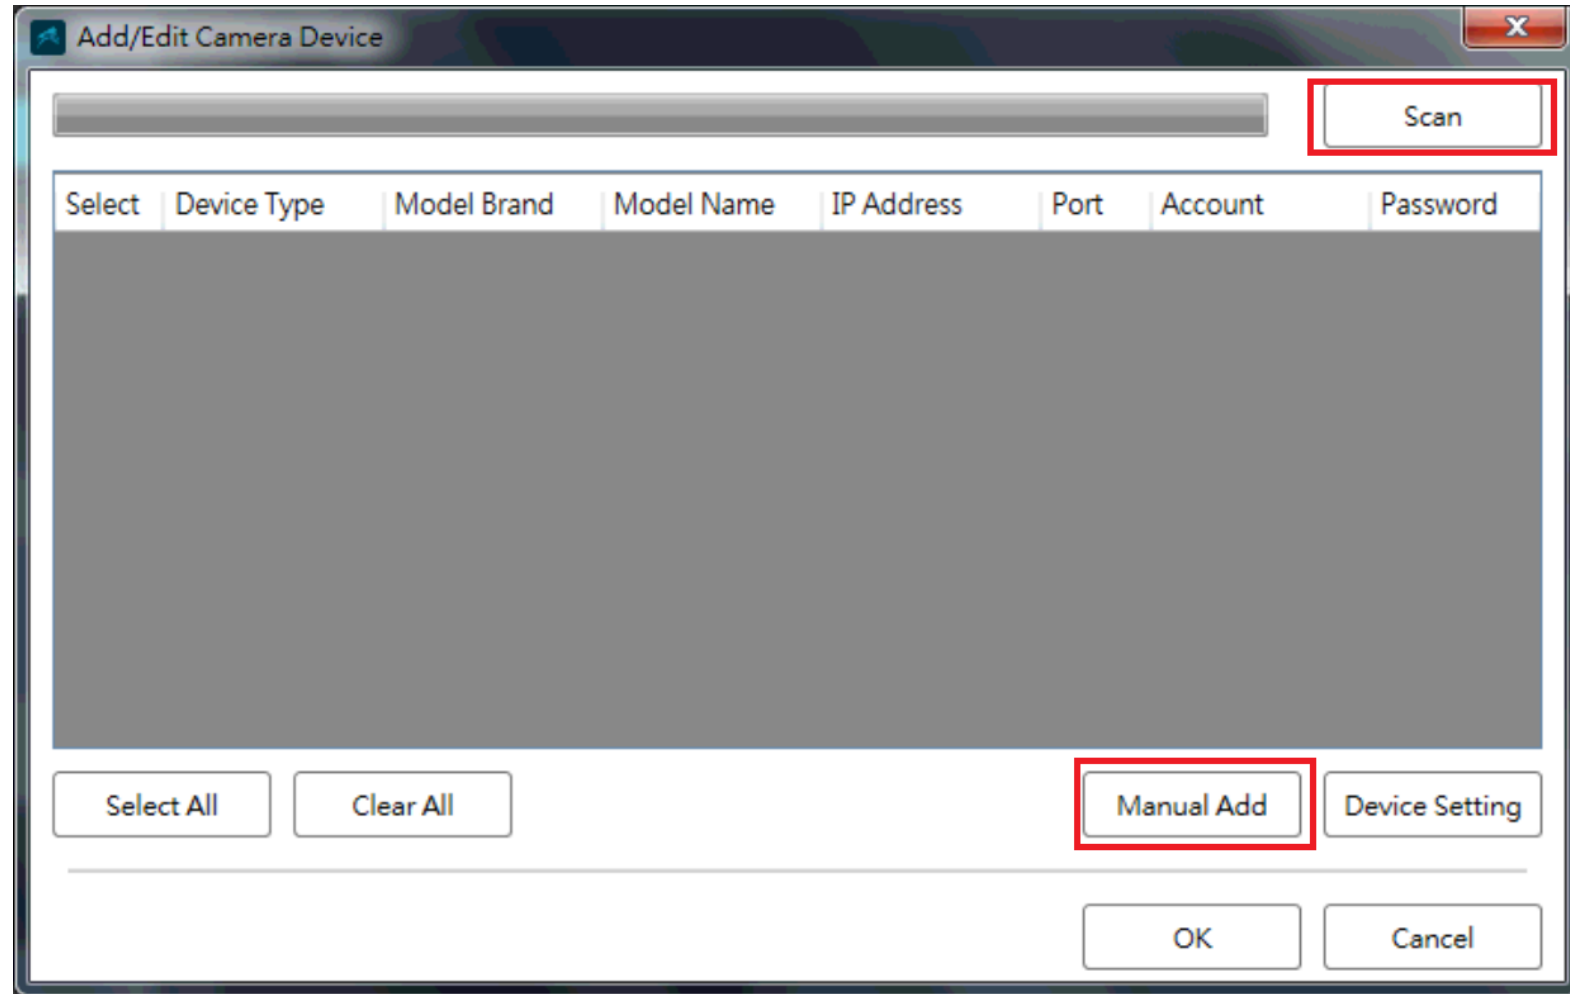 Add/Edit Camera Device
Scan
Select Device Type Model Brand Model Name IP Address Port Account Password
Select All Clear All Manual Add Device Setting
OK Cancel